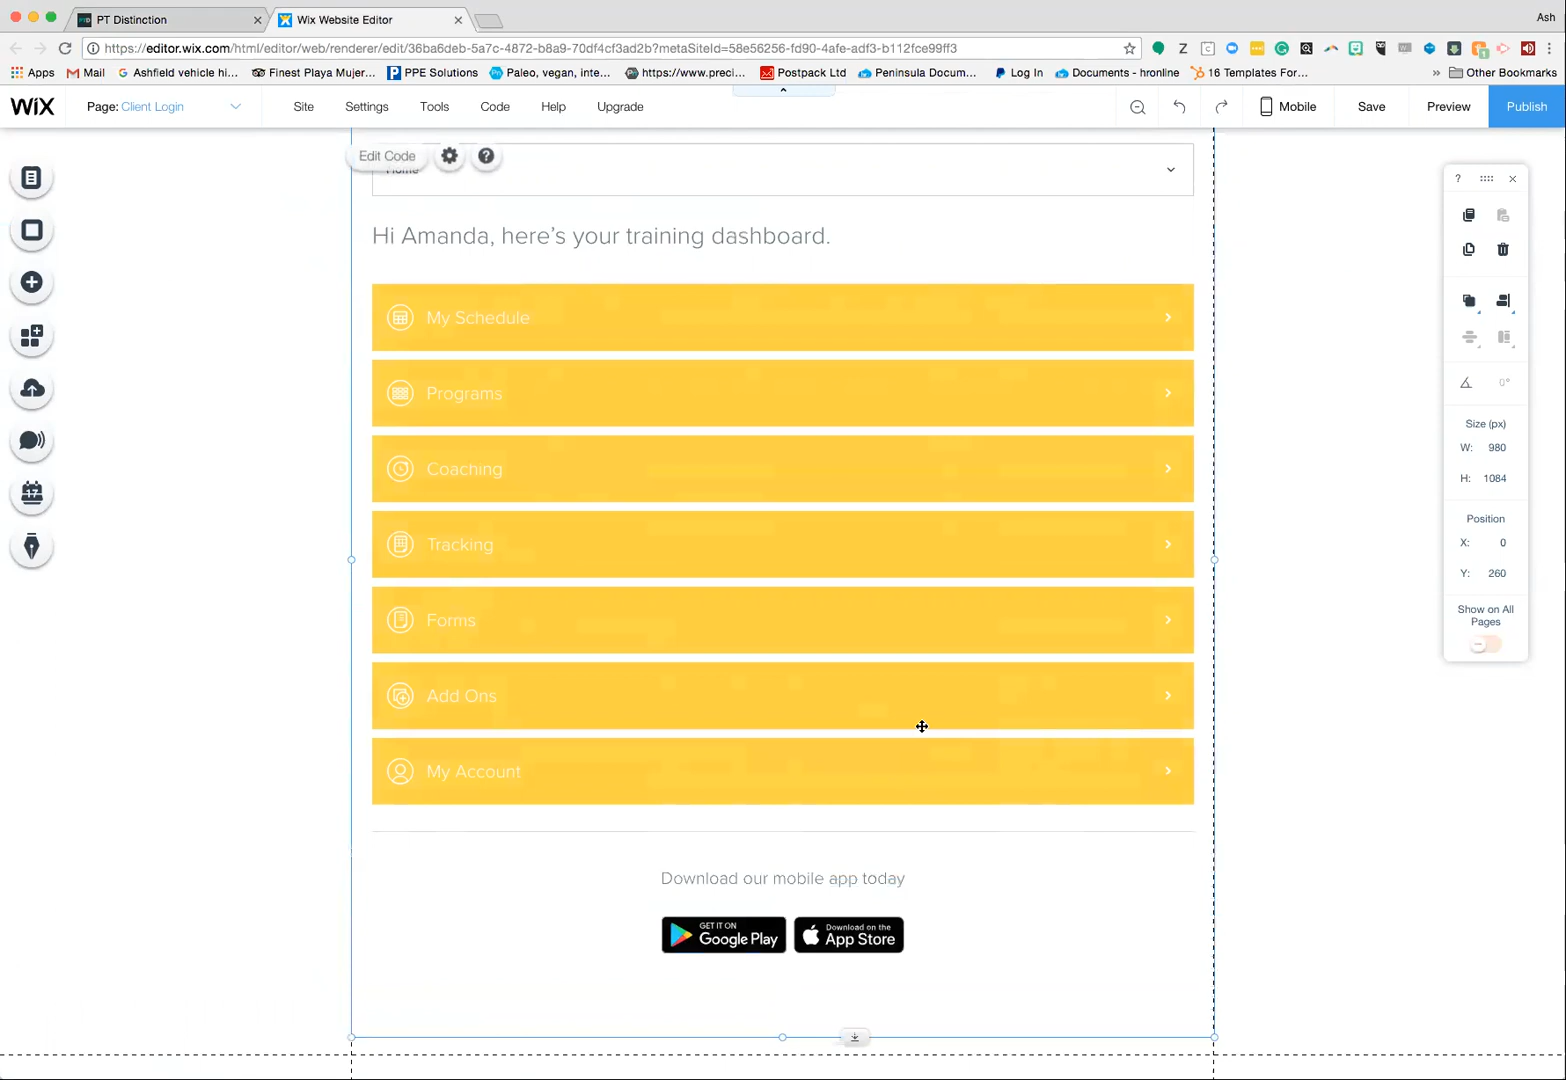 PT Distinction
Wix Website Editor
Ash
https://editor.wix.com/html/editor/web/renderer/edit/36ba6deb-5a7c-4872-b8a9-70df4cf3ad2b?metaSiteId=58e56256-fd90-4afe-adf3-b112fce99ff3
Apps
Mail
Ashfield vehicle hi...
Finest Playa Mujer...
PPE Solutions
Paleo, vegan, inte...
https://www.preci...
Postpack Ltd
Peninsula Docum...
Log In
Documents - hronline
16 Templates For...
»
Other Bookmarks
WiX
Page: Client Login
Site
Settings
Tools
Code
Help
Upgrade
Mobile
Save
Preview
Publish
Edit Code
Home
Hi Amanda, here's your training dashboard.
My Schedule
Programs
Coaching
Tracking
Forms
Add Ons
My Account
Download our mobile app today
GET IT ON
Google Play
Download on the
App Store
17
?
0°
Size (px)
W: 980
H: 1084
Position
X: 0
Y: 260
Show on All
Pages